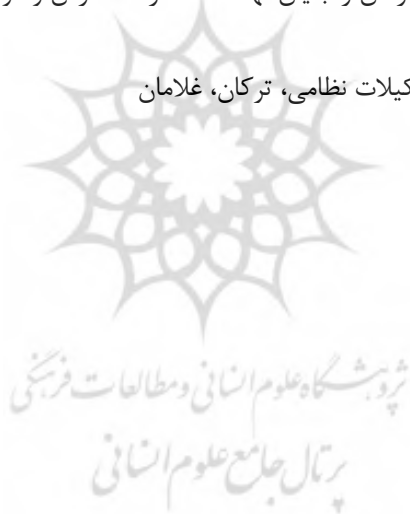 کیلات نظامی، ترکان، غلامان
پژوهشگاه علوم انسانی و مطالعات فرهنگی
پرتال جامع علوم انسانی